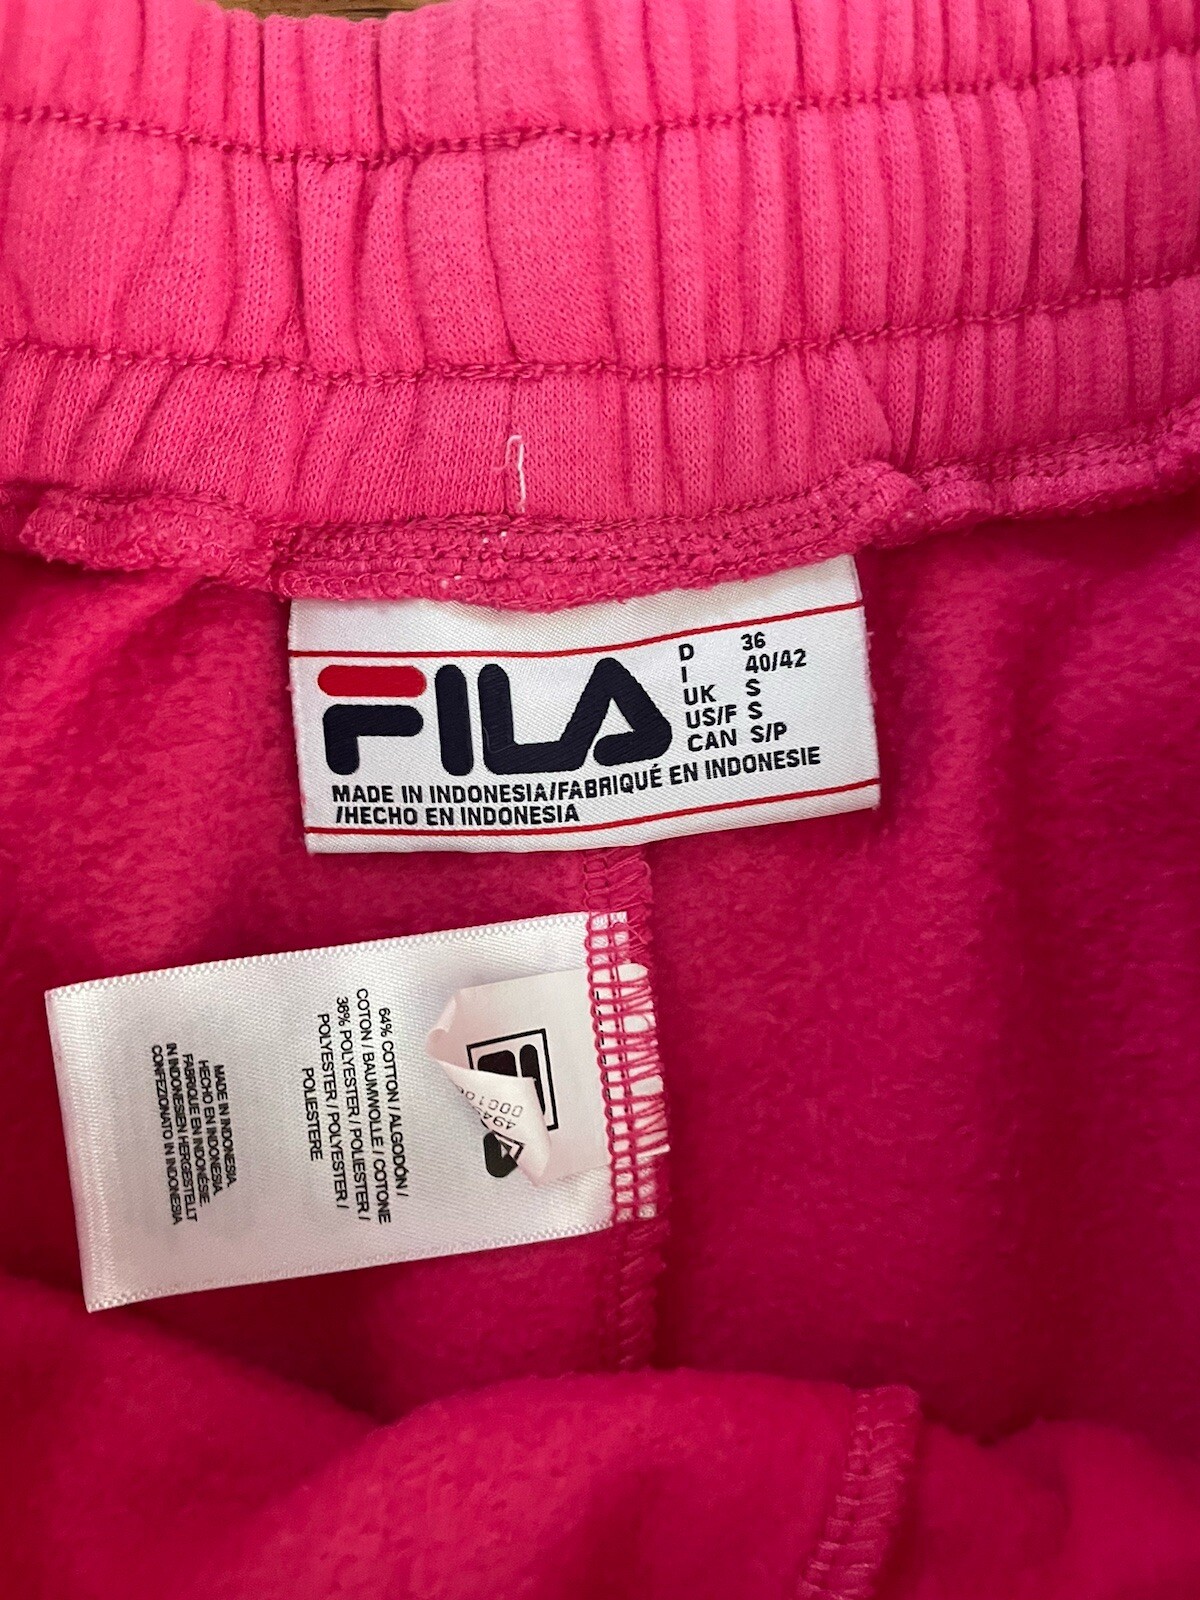 FILA
D 36
I 40/42
UK S
US/F S
CAN S/P
MADE IN INDONESIA/FABRIQUÉ EN INDONESIE
/HECHO EN INDONESIA
64% COTTON / ALGODÓN /
COTON / BAUMWOLLE / COTONE
36% POLYESTER / POLIESTER /
POLYESTER / POLYESTER /
POLIESTERE
MADE IN INDONESIA.
HECHO EN INDONESIA.
FABRIQUE EN INDONÉSIE.
IN INDONESIEN HERGESTELLT
CONFEZIONATO IN INDONESIA